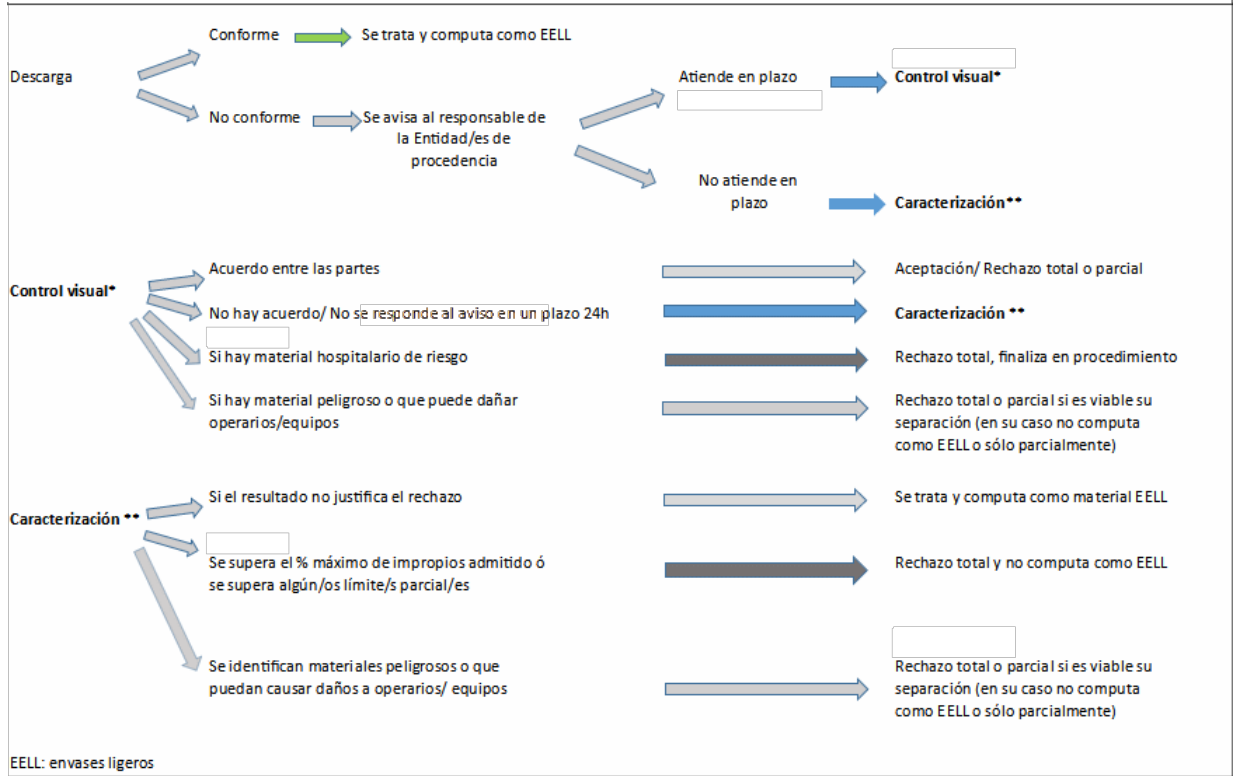 Conforme
Se trata y computa como EELL
Descarga
Atiende en plazo
Control visual*
No conforme
Se avisa al responsable de
la Entidad/es de
procedencia
No atiende en
plazo
Caracterización**
Control visual*
Acuerdo entre las partes
Aceptación/ Rechazo total o parcial
No hay acuerdo/ No se responde al aviso en un plazo 24h
Caracterización **
Si hay material hospitalario de riesgo
Rechazo total, finaliza en procedimiento
Si hay material peligroso o que puede dañar
operarios/equipos
Rechazo total o parcial si es viable su
separación (en su caso no computa
como EELL o sólo parcialmente)
Caracterización **
Si el resultado no justifica el rechazo
Se trata y computa como material EELL
Se supera el % máximo de impropios admitido ó
se supera algún/os límite/s parcial/es
Rechazo total y no computa como EELL
Se identifican materiales peligrosos o que
puedan causar daños a operarios/ equipos
Rechazo total o parcial si es viable su
separación (en su caso no computa
como EELL o sólo parcialmente)
EELL: envases ligeros